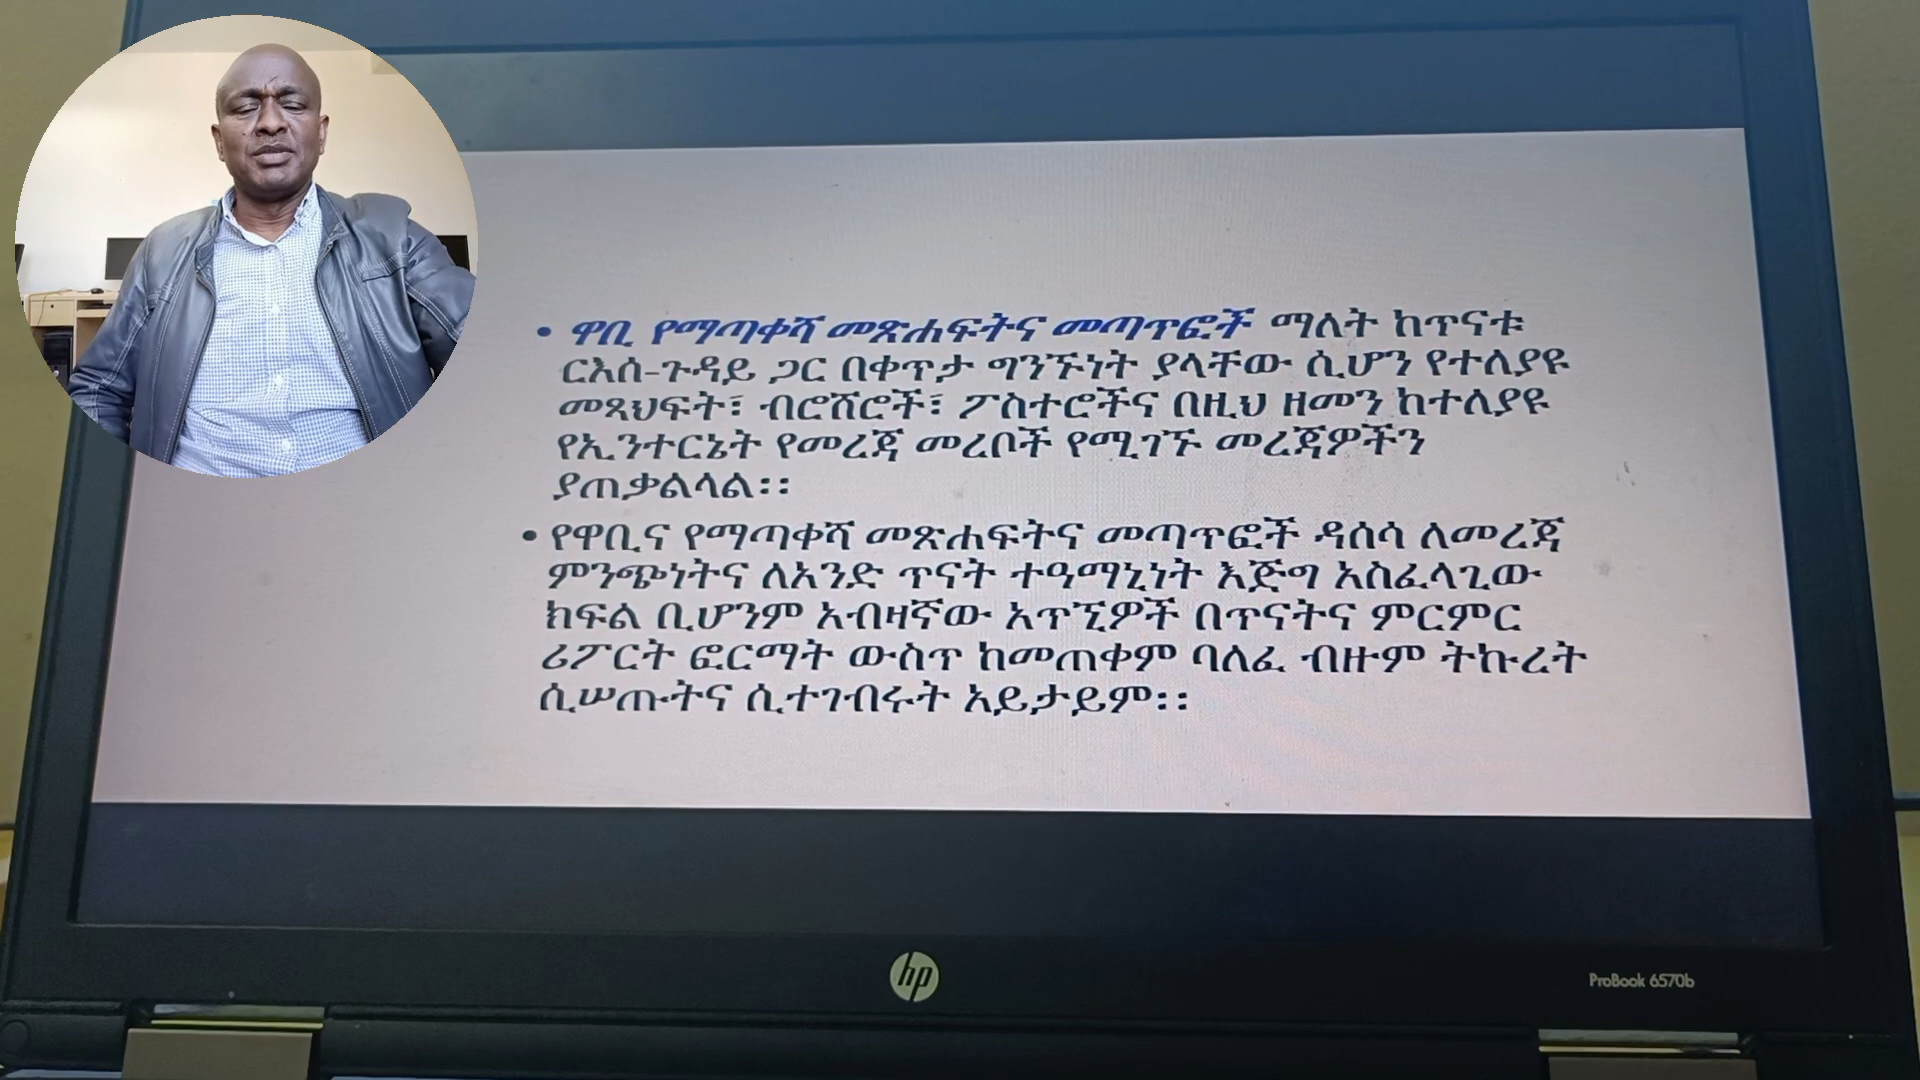 • ዋቢ የማጣቀሻ መጽሐፍትና መጣጥፎች ማለት ከጥናቱ
ርእሰ-ጉዳይ ጋር በቀጥታ ግንኙነት ያላቸው ሲሆን የተለያዩ
መጻህፍት፣ ብሮሽሮች፣ ፖስተሮችና በዚህ ዘመን ከተለያዩ
የኢንተርኔት የመረጃ መረቦች የሚገኙ መረጃዎችን
ያጠቃልላል፡፡
• የዋቢና የማጣቀሻ መጽሐፍትና መጣጥፎች ዳሰሳ ለመረጃ
ምንጭነትና ለአንድ ጥናት ተዓማኒነት እጅግ አስፈላጊው
ክፍል ቢሆንም አብዛኛው አጥኚዎች በጥናትና ምርምር
ሪፖርት ፎርማት ውስጥ ከመጠቀም ባለፈ ብዙም ትኩረት
ሲሠጡትና ሲተገብሩት አይታይም፡፡
hp
ProBook 6570b